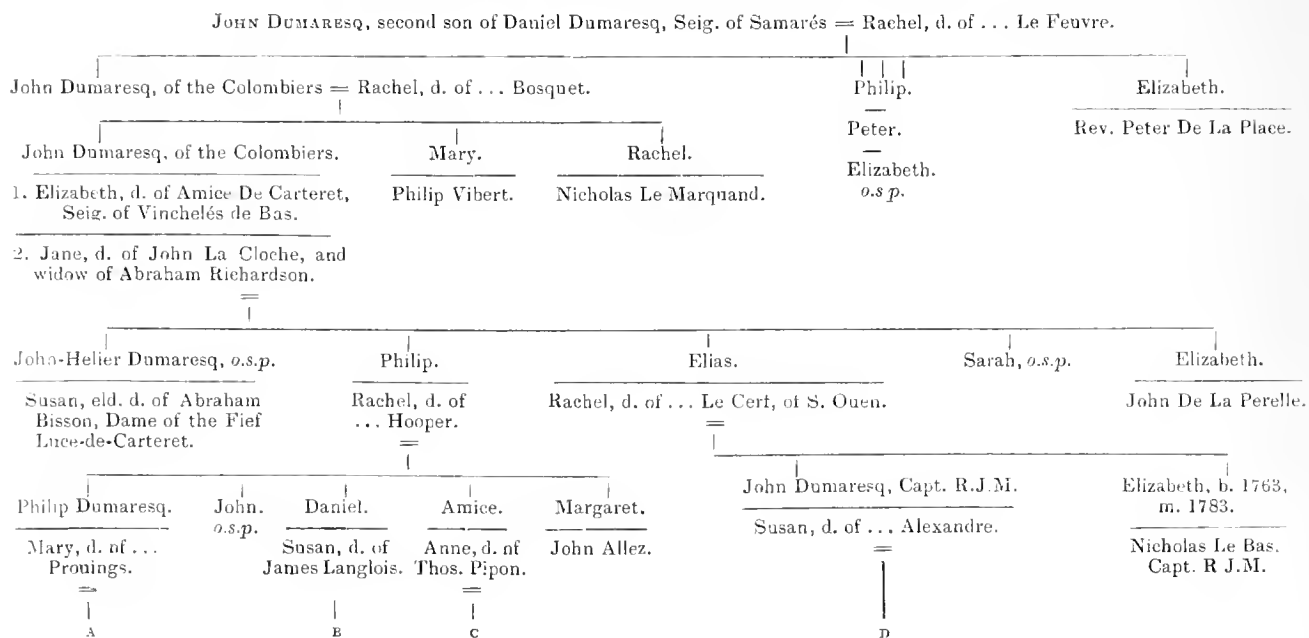 JOHN DUMARESQ, second son of Daniel Dumaresq, Seig. of Samarés = Rachel, d. of ... Le Feuvre.
John Dumaresq, of the Colombiers = Rachel, d. of ... Bosquet.
Philip.
Peter.
Elizabeth.
o.s p.
Elizabeth.
Rev. Peter De La Place.
John Dumaresq, of the Colombiers.
1. Elizabeth, d. of Amice De Carteret,
Seig. of Vinchelés de Bas.
2. Jane, d. of John La Cloche, and
widow of Abraham Richardson.
=
Mary.
Philip Vibert.
Rachel.
Nicholas Le Marquand.
John-Helier Dumaresq, o.s.p.
Susan, eld. d. of Abraham
Bisson, Dame of the Fief
Luce-de-Carteret.
Philip.
Rachel, d. of
... Hooper.
=
Elias.
Rachel, d. of ... Le Cerf, of S. Ouen.
=
Sarah, o.s.p.
Elizabeth.
John De La Perelle.
Philip Dumaresq.
Mary, d. of ...
Prouings.
=
A
John.
o.s.p.
Daniel.
Susan, d. of
James Langlois.
B
Amice.
Anne, d. of
Thos. Pipon.
=
C
Margaret.
John Allez.
John Dumaresq, Capt. R.J.M.
Susan, d. of ... Alexandre.
=
D
Elizabeth, b. 1763,
m. 1783.
Nicholas Le Bas.
Capt. R J.M.